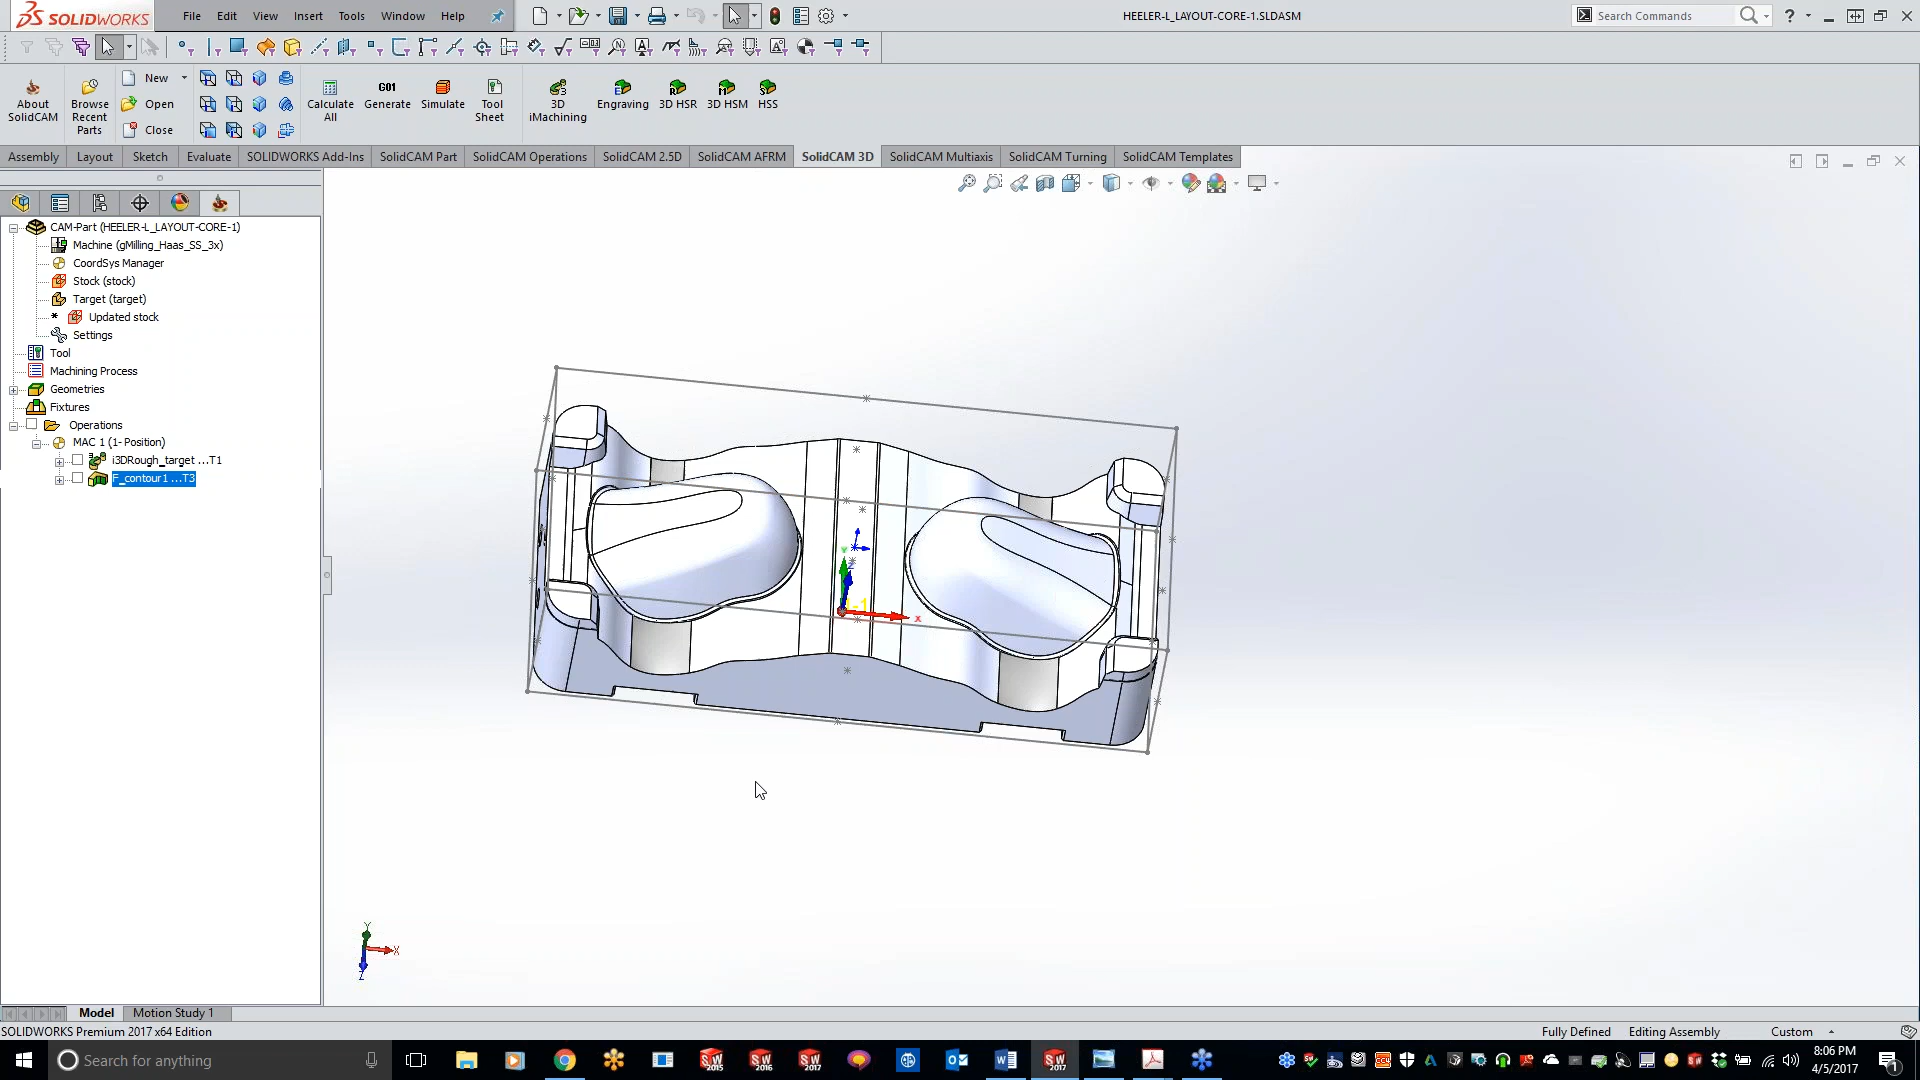 SOLIDWORKS
File Edit View Insert Tools Window Help
HEELER-L_LAYOUT-CORE-1.SLDASM
Search Commands
About SolidCAM
Browse Recent Parts
New
Open
Close
Calculate All
G01
Generate
Simulate
Tool Sheet
3D iMachining
Engraving
3D HSR
3D HSM
HSS
Assembly Layout Sketch Evaluate SOLIDWORKS Add-Ins SolidCAM Part SolidCAM Operations SolidCAM 2.5D SolidCAM AFRM SolidCAM 3D SolidCAM Multiaxis SolidCAM Turning SolidCAM Templates
CAM-Part (HEELER-L_LAYOUT-CORE-1)
Machine (gMilling_Haas_SS_3x)
CoordSys Manager
Stock (stock)
Target (target)
* Updated stock
Settings
Tool
Machining Process
Geometries
Fixtures
Operations
MAC 1 (1- Position)
i3DRough_target ...T1
F_contour1 ...T3
Y
X
Y
X
Z
Model Motion Study 1
SOLIDWORKS Premium 2017 x64 Edition
Fully Defined Editing Assembly Custom
Search for anything
2015
2016
2017
2017
8:06 PM
4/5/2017